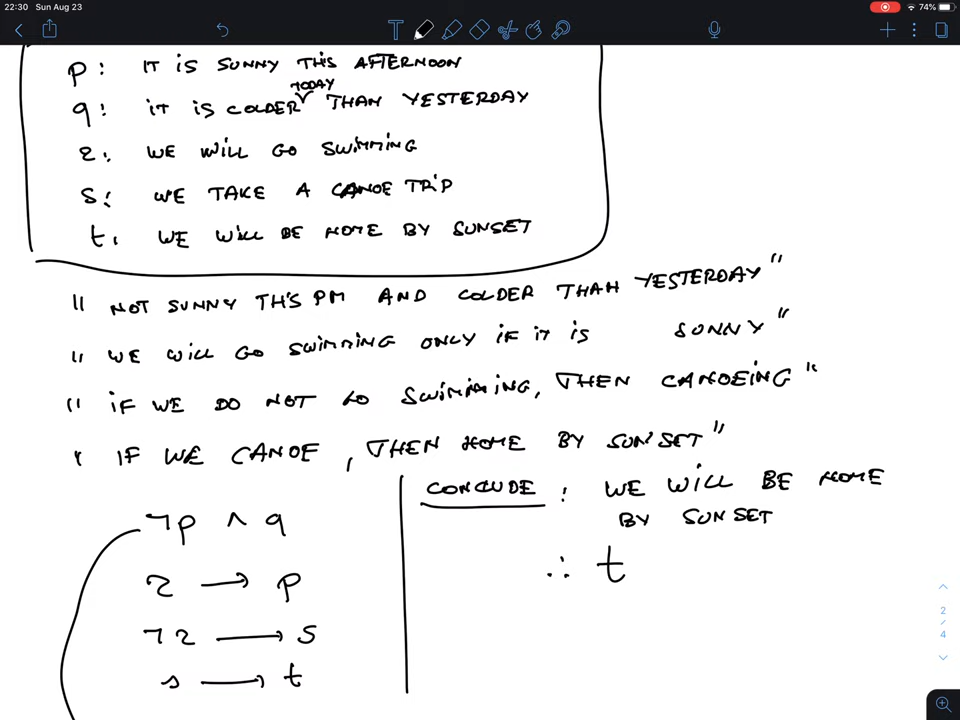 22:30 Sun Aug 23 74%
p: IT IS SUNNY THIS AFTERNOON
TODAY
q: IT IS COLDER THAN YESTERDAY
r: WE WILL GO SWIMMING
s: WE TAKE A CANOE TRIP
t: WE WILL BE HOME BY SUNSET
" NOT SUNNY THIS PM AND COLDER THAN YESTERDAY"
" WE WILL GO SWIMMING ONLY IF IT IS SUNNY"
" IF WE DO NOT GO SWIMMING, THEN CANOEING"
" IF WE CANOE, THEN HOME BY SUNSET"
CONCLUDE: WE WILL BE HOME
BY SUNSET
∴ t
¬p ∧ q
r → p
¬r → s
s → t
2
/
4